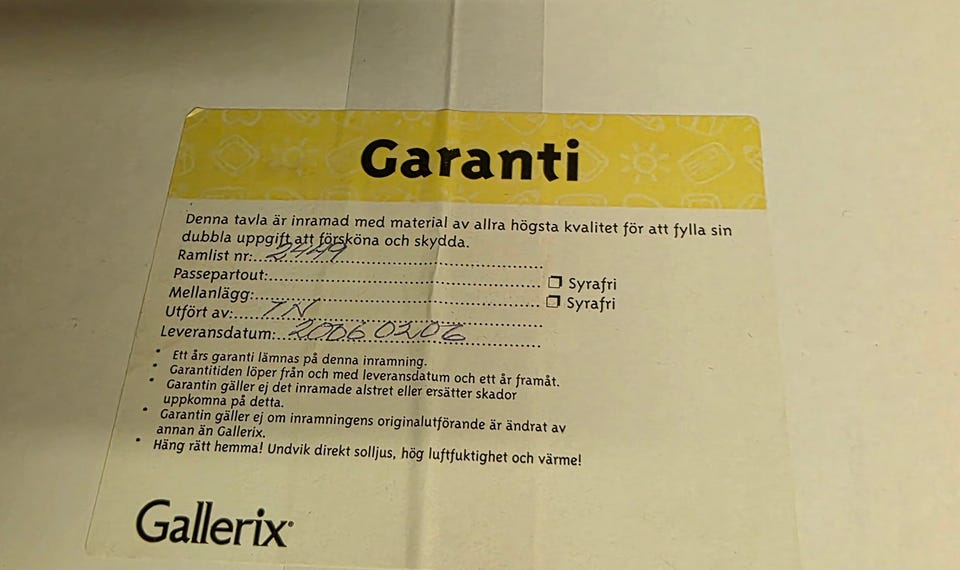 Garanti
Denna tavla är inramad med material av allra högsta kvalitet för att fylla sin
dubbla uppgift att försköna och skydda.
Ramlist nr: 2449
Passepartout: ☐ Syrafri
Mellanlägg: ☐ Syrafri
Utfört av: TN
Leveransdatum: 20060206
• Ett års garanti lämnas på denna inramning.
• Garantitiden löper från och med leveransdatum och ett år framåt.
• Garantin gäller ej det inramade alstret eller ersätter skador
uppkomna på detta.
• Garantin gäller ej om inramningens originalutförande är ändrat av
annan än Gallerix.
• Häng rätt hemma! Undvik direkt solljus, hög luftfuktighet och värme!
Gallerix